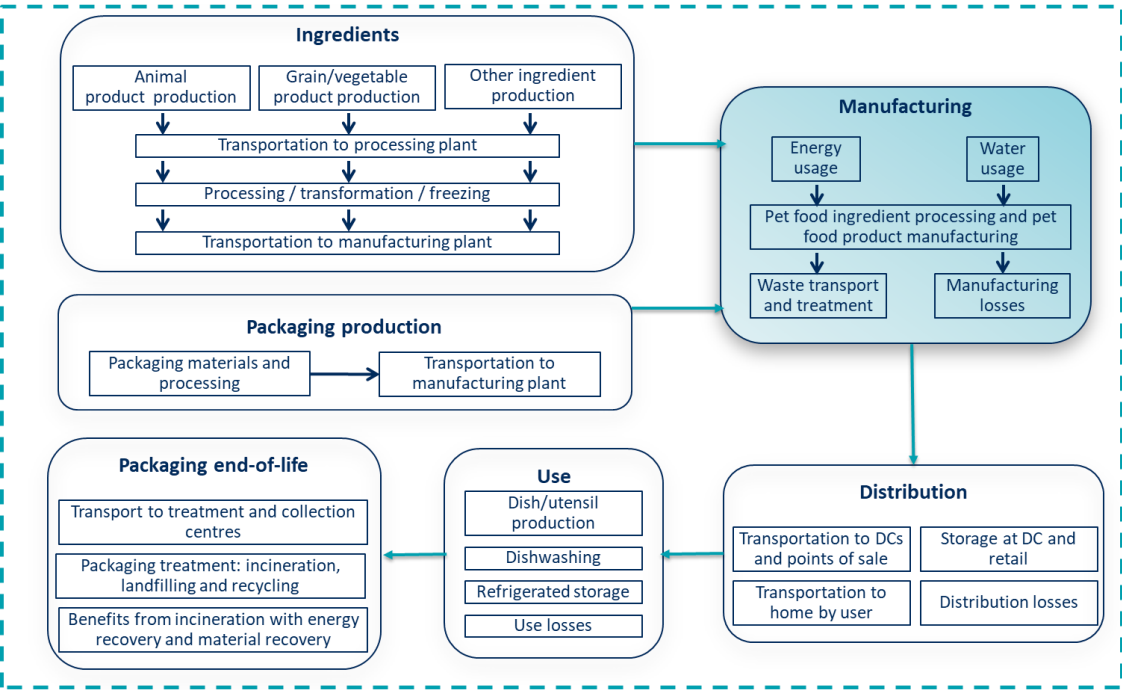 Ingredients
Animal
product production
Grain/vegetable
product production
Other ingredient
production
Transportation to processing plant
Processing / transformation / freezing
Transportation to manufacturing plant
Manufacturing
Energy
usage
Water
usage
Pet food ingredient processing and pet
food product manufacturing
Waste transport
and treatment
Manufacturing
losses
Packaging production
Packaging materials and
processing
Transportation to
manufacturing plant
Packaging end-of-life
Transport to treatment and collection
centres
Packaging treatment: incineration,
landfilling and recycling
Benefits from incineration with energy
recovery and material recovery
Use
Dish/utensil
production
Dishwashing
Refrigerated storage
Use losses
Distribution
Transportation to DCs
and points of sale
Storage at DC and
retail
Transportation to
home by user
Distribution losses